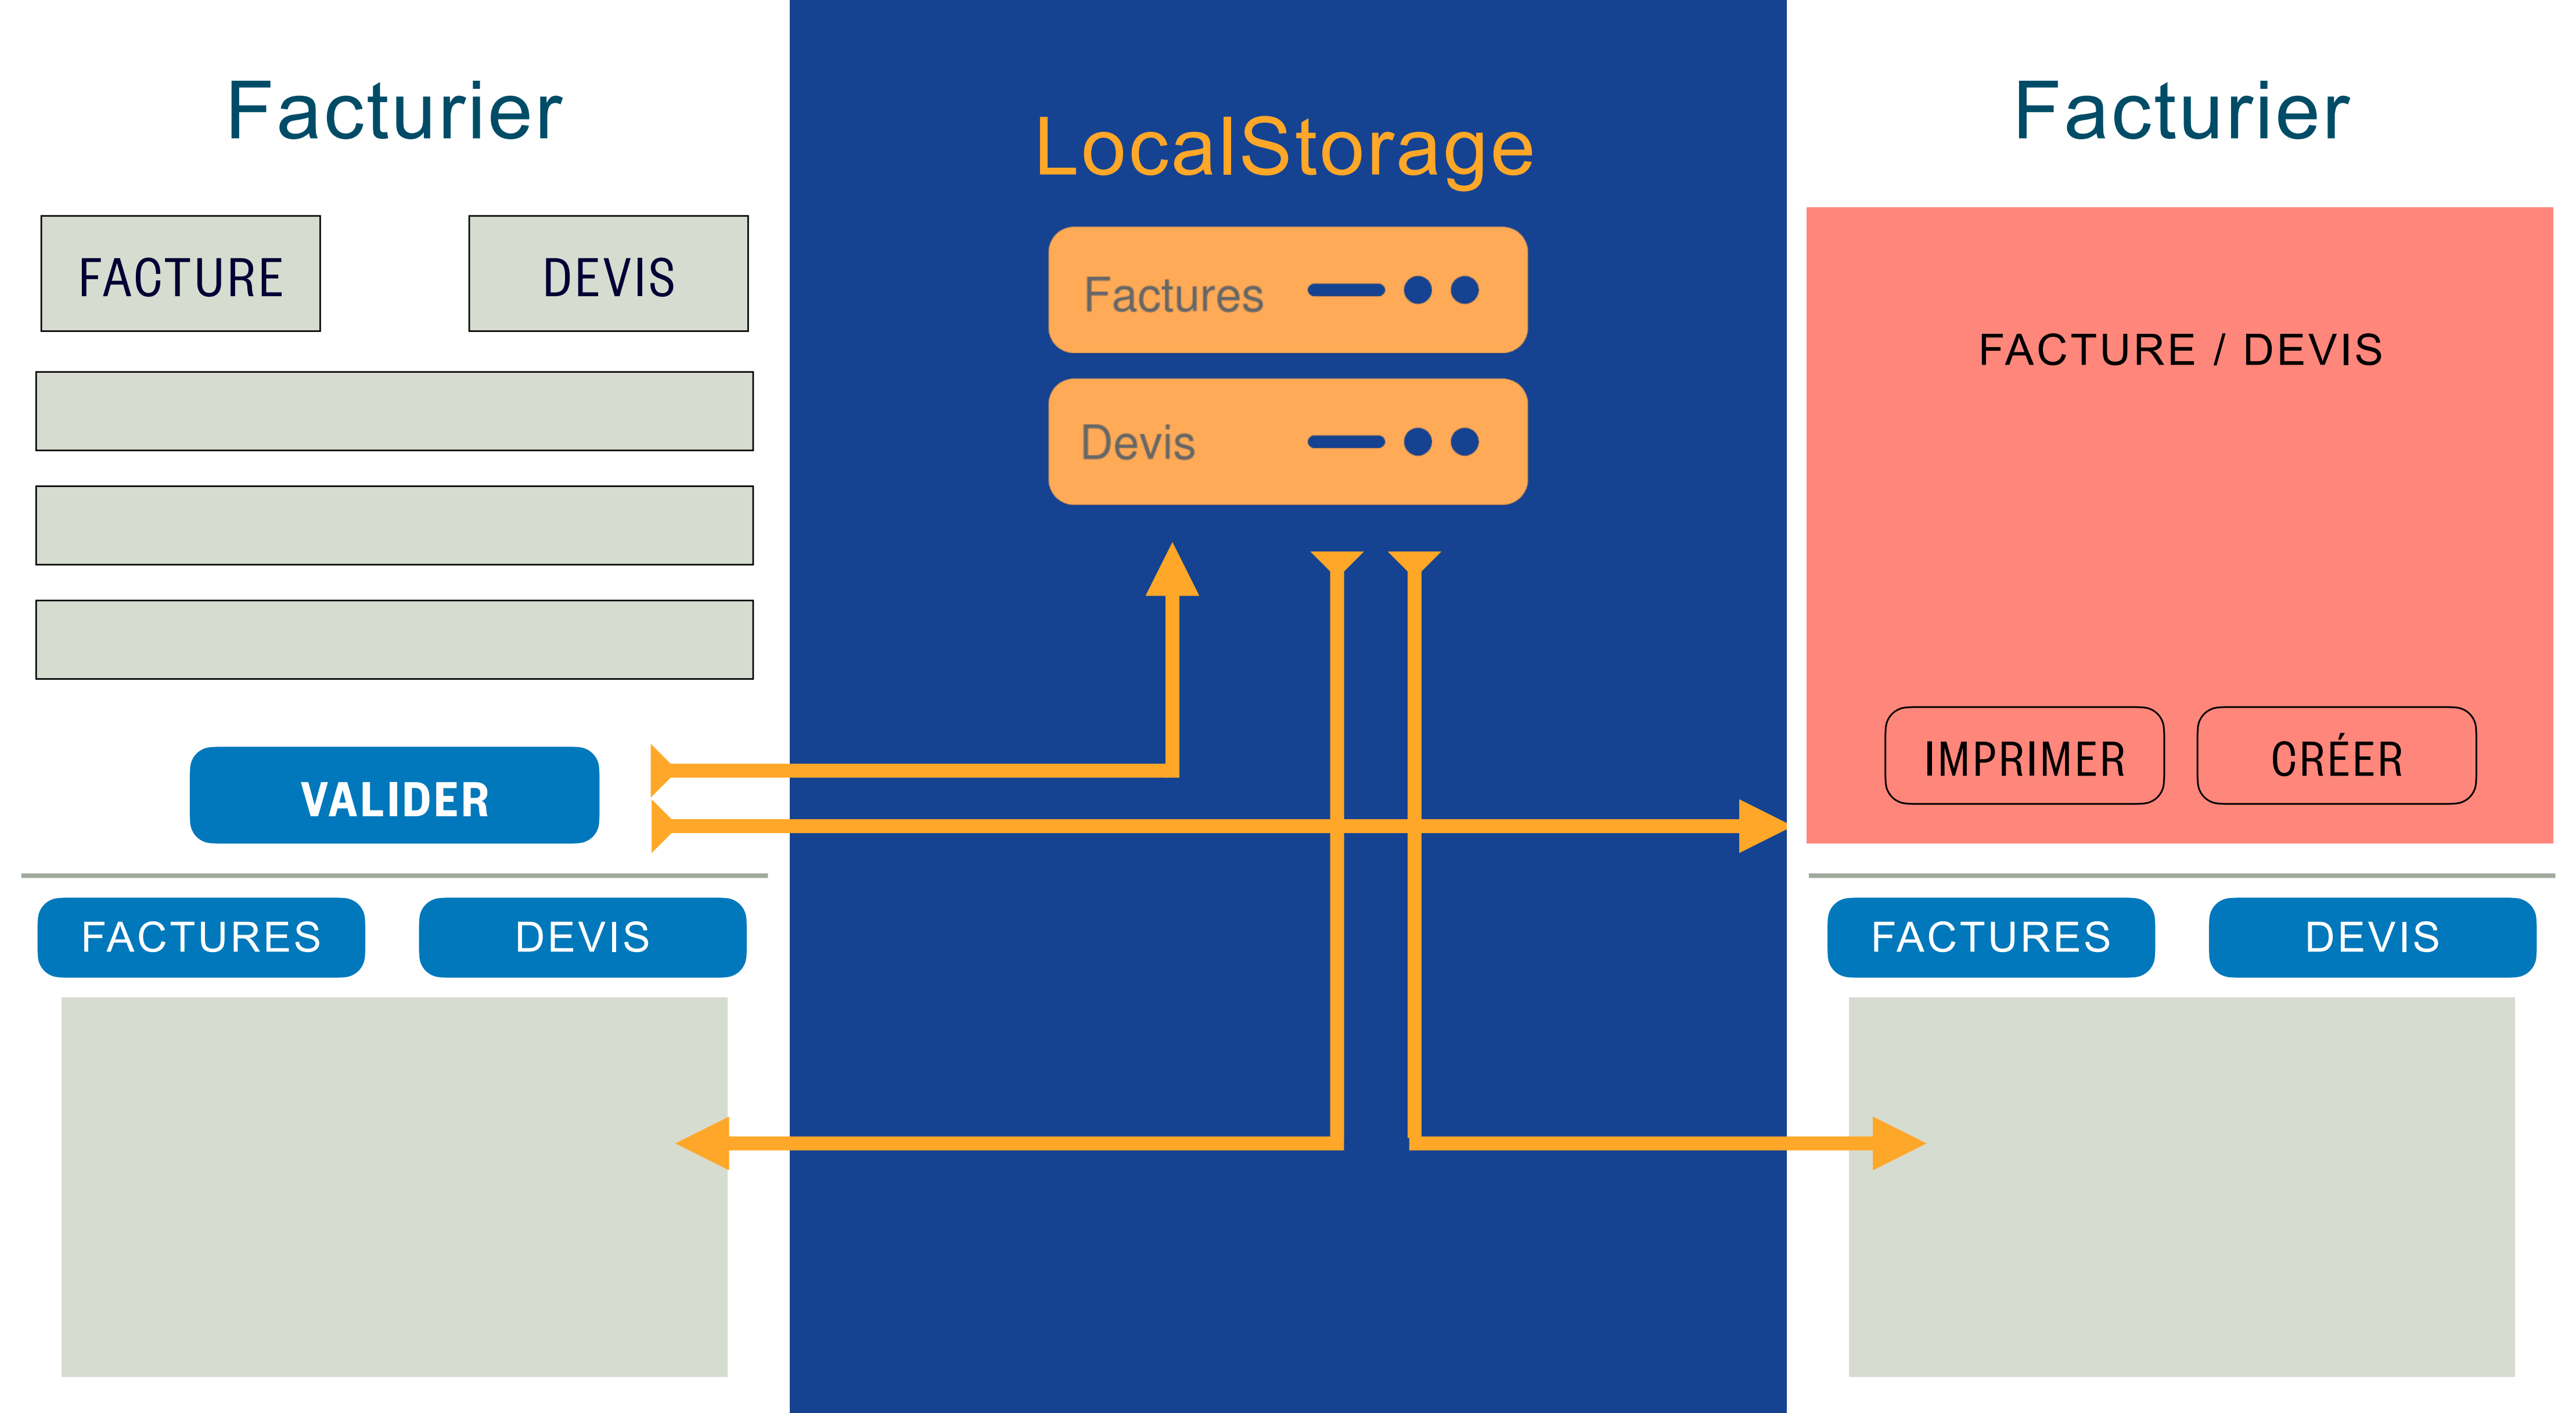 Facturier
FACTURE
DEVIS
VALIDER
FACTURES
DEVIS
LocalStorage
Factures
Devis
Facturier
FACTURE / DEVIS
IMPRIMER
CRÉER
FACTURES
DEVIS